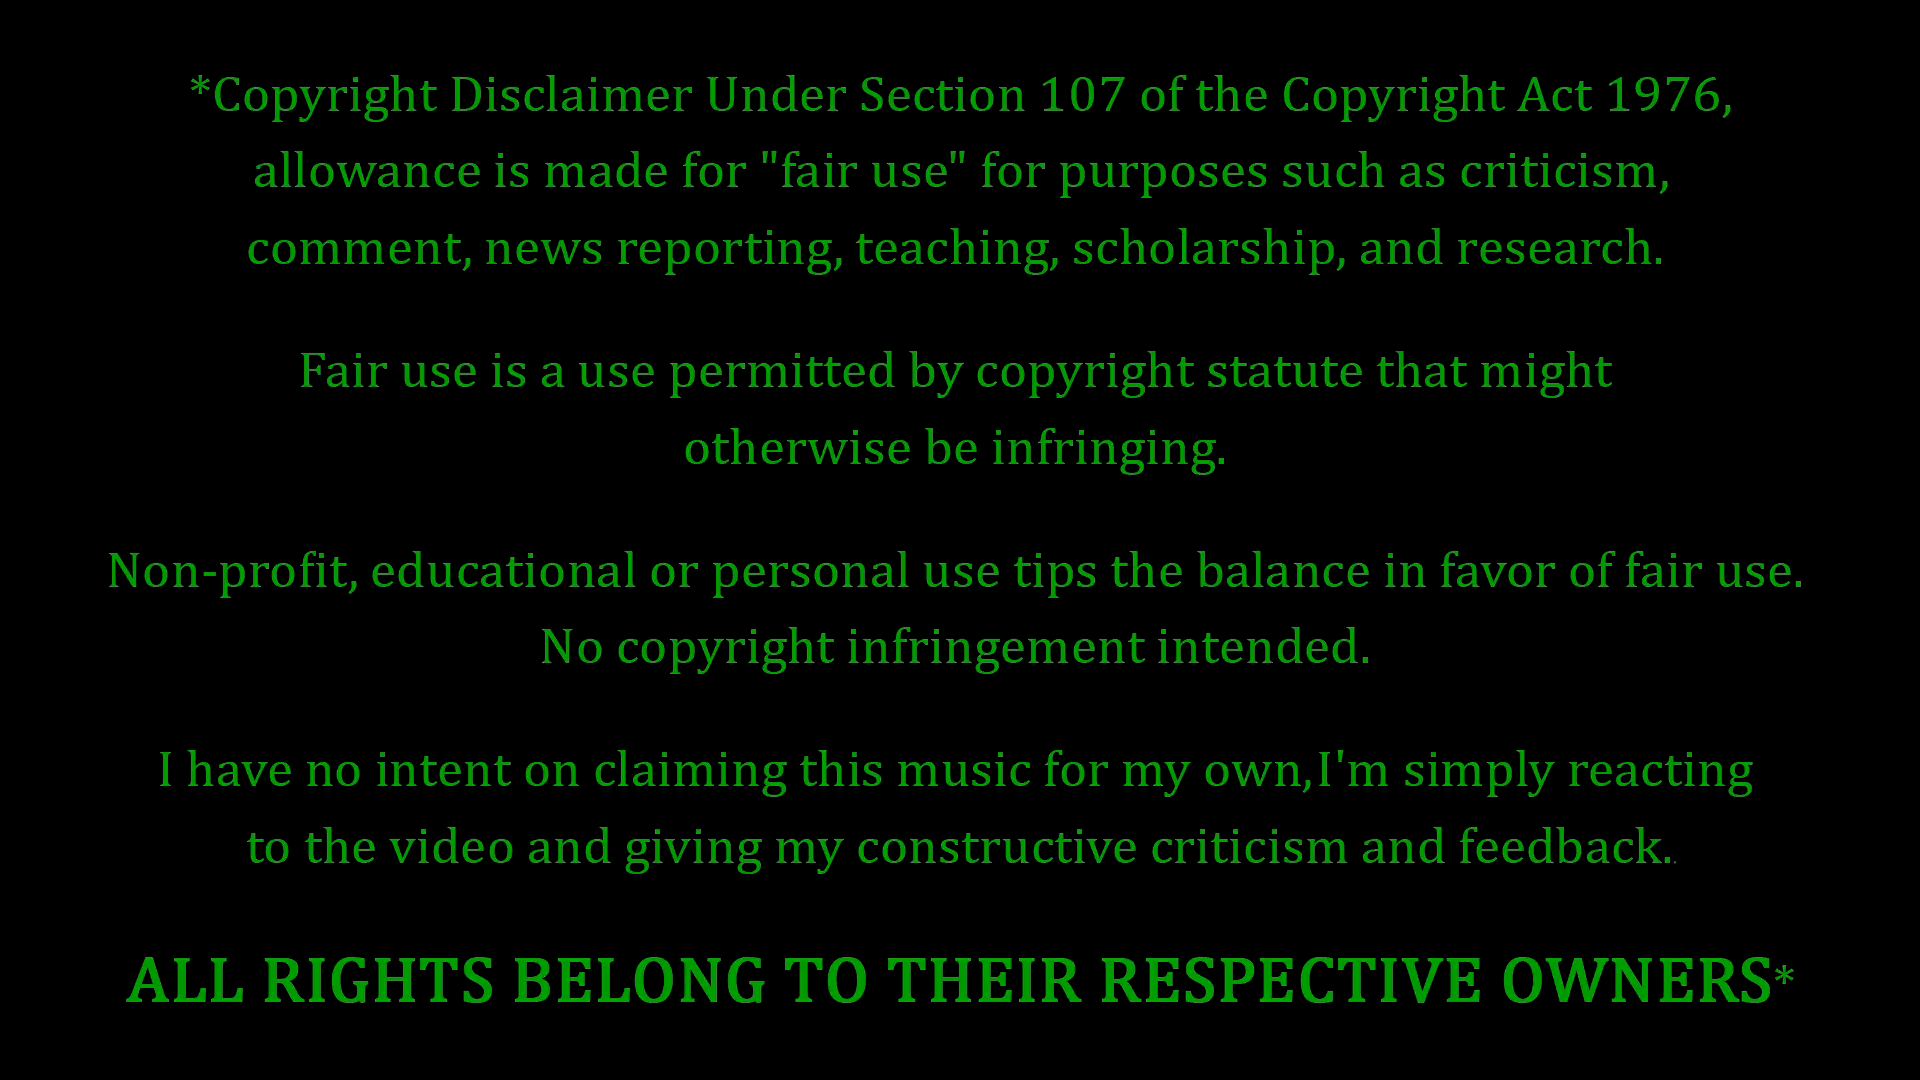 *Copyright Disclaimer Under Section 107 of the Copyright Act 1976,
allowance is made for "fair use" for purposes such as criticism,
comment, news reporting, teaching, scholarship, and research.
Fair use is a use permitted by copyright statute that might
otherwise be infringing.
Non-profit, educational or personal use tips the balance in favor of fair use.
No copyright infringement intended.
I have no intent on claiming this music for my own,I'm simply reacting
to the video and giving my constructive criticism and feedback..
ALL RIGHTS BELONG TO THEIR RESPECTIVE OWNERS*